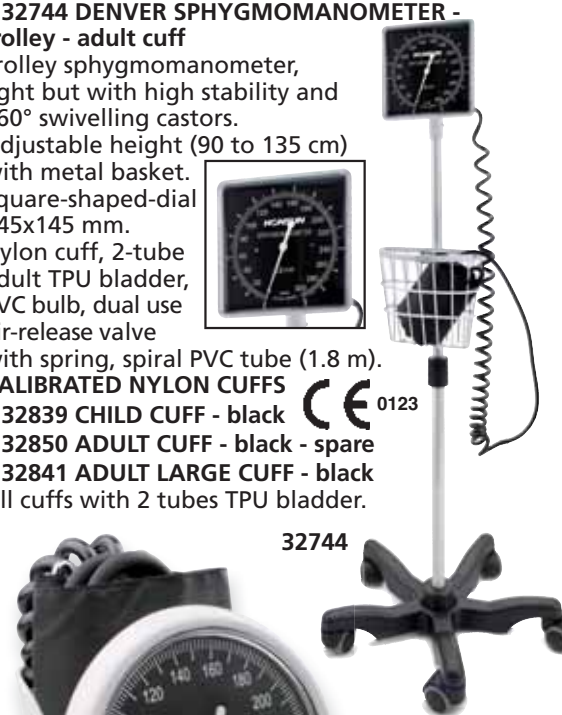 32744 DENVER SPHYGMOMANOMETER -
rolley - adult cuff
rolley sphygmomanometer,
ght but with high stability and
60° swivelling castors.
djustable height (90 to 135 cm)
ith metal basket.
quare-shaped-dial
45x145 mm.
ylon cuff, 2-tube
dult TPU bladder,
VC bulb, dual use
ir-release valve
with spring, spiral PVC tube (1.8 m).
ALIBRATED NYLON CUFFS
32839 CHILD CUFF - black
CE 0123
32850 ADULT CUFF - black - spare
32841 ADULT LARGE CUFF - black
ll cuffs with 2 tubes TPU bladder.
32744
120 140 160 180 200